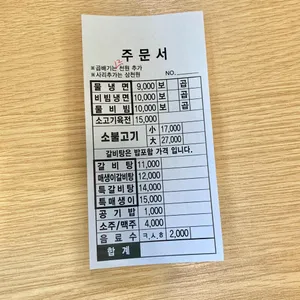 주문서
※곱배기는 천원 추가
※사리추가는 삼천원 NO.
물냉면 9,000 보 곱
비빔냉면 10,000 보 곱
물비빔 10,000 보 곱
소고기육전 15,000
소불고기 小 17,000
大 27,000
갈비탕은 밥포함 가격 입니다.
갈비탕 11,000
매생이갈비탕 12,000
특갈비탕 14,000
특매생이 15,000
공기밥 1,000
소주/맥주 4,000
음료수 ㅋ,ㅅ,ㅎ 2,000
합계